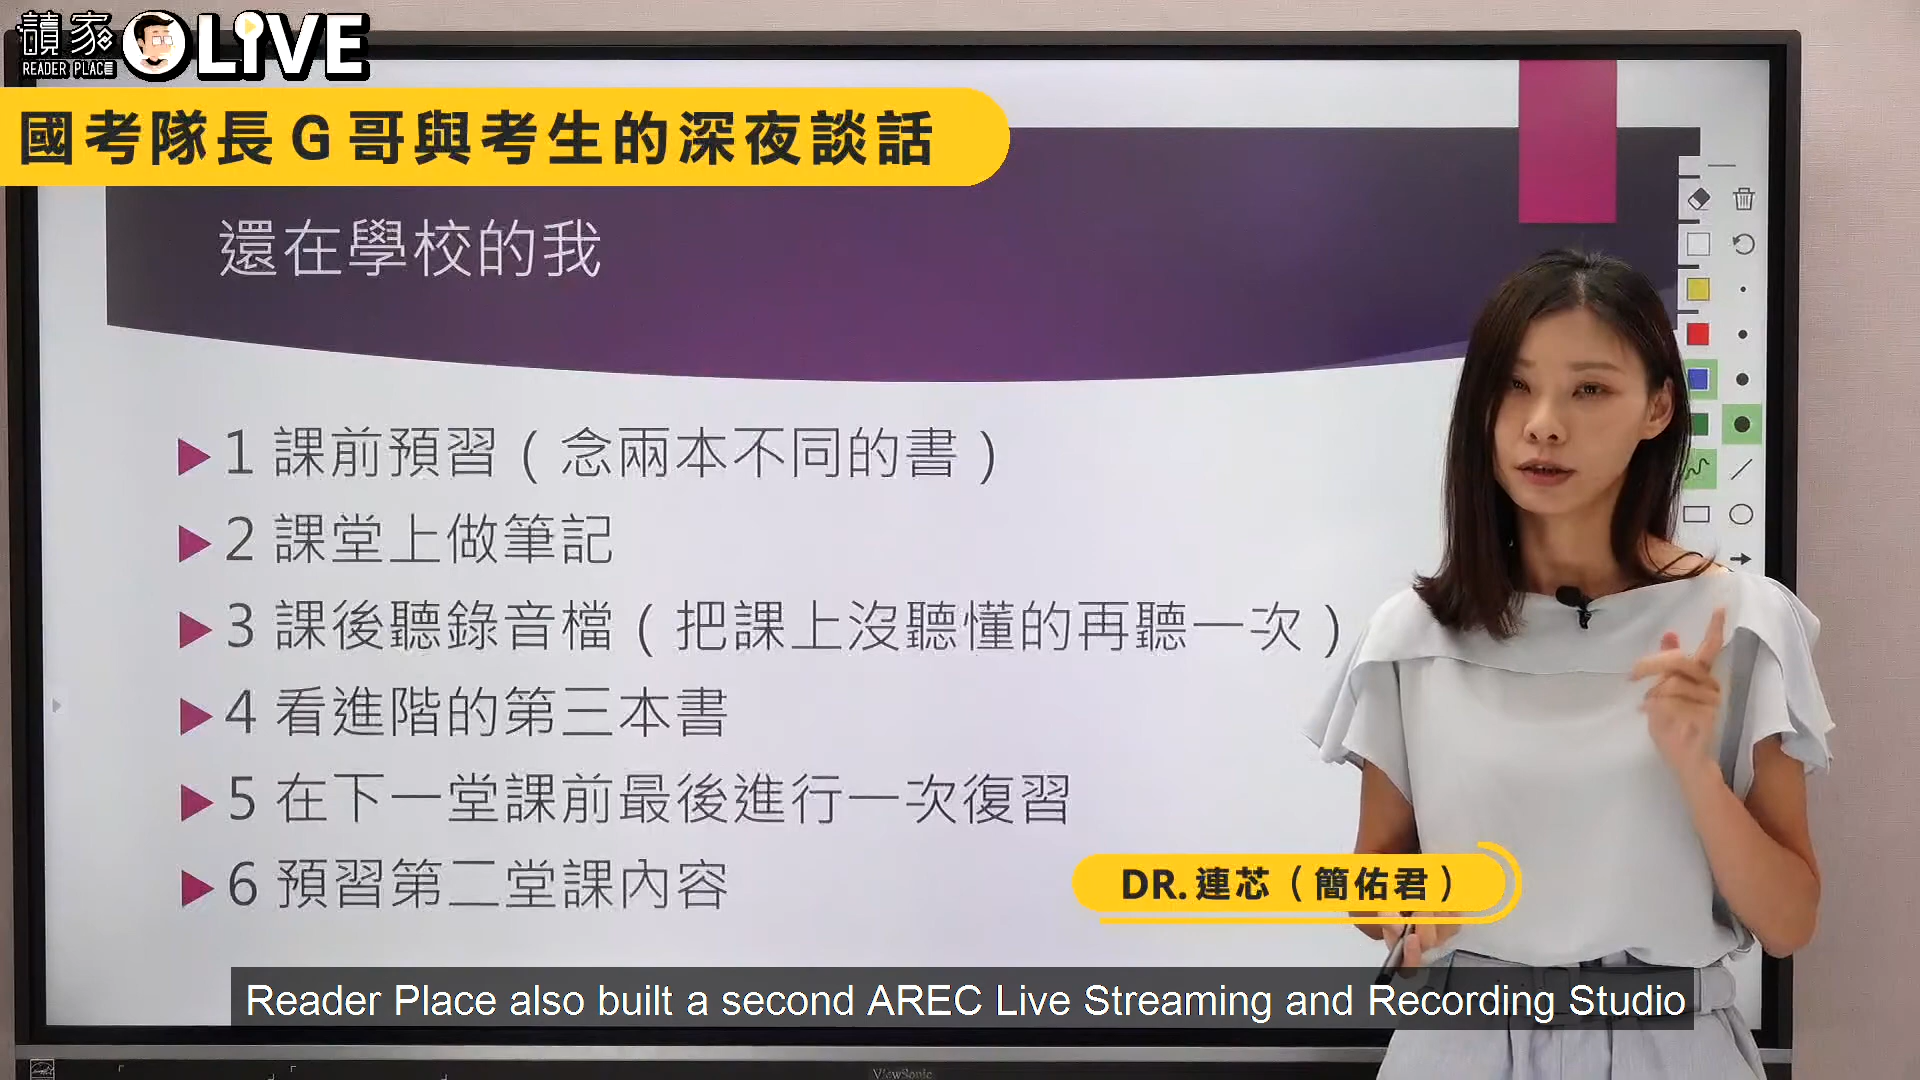 讀家
READER PLACE
LiVE
國考隊長G哥與考生的深夜談話
還在學校的我
1 課前預習（念兩本不同的書）
2 課堂上做筆記
3 課後聽錄音檔（把課上沒聽懂的再聽一次）
4 看進階的第三本書
5 在下一堂課前最後進行一次復習
6 預習第二堂課內容
DR.連芯（簡佑君）
Reader Place also built a second AREC Live Streaming and Recording Studio
ViewSonic